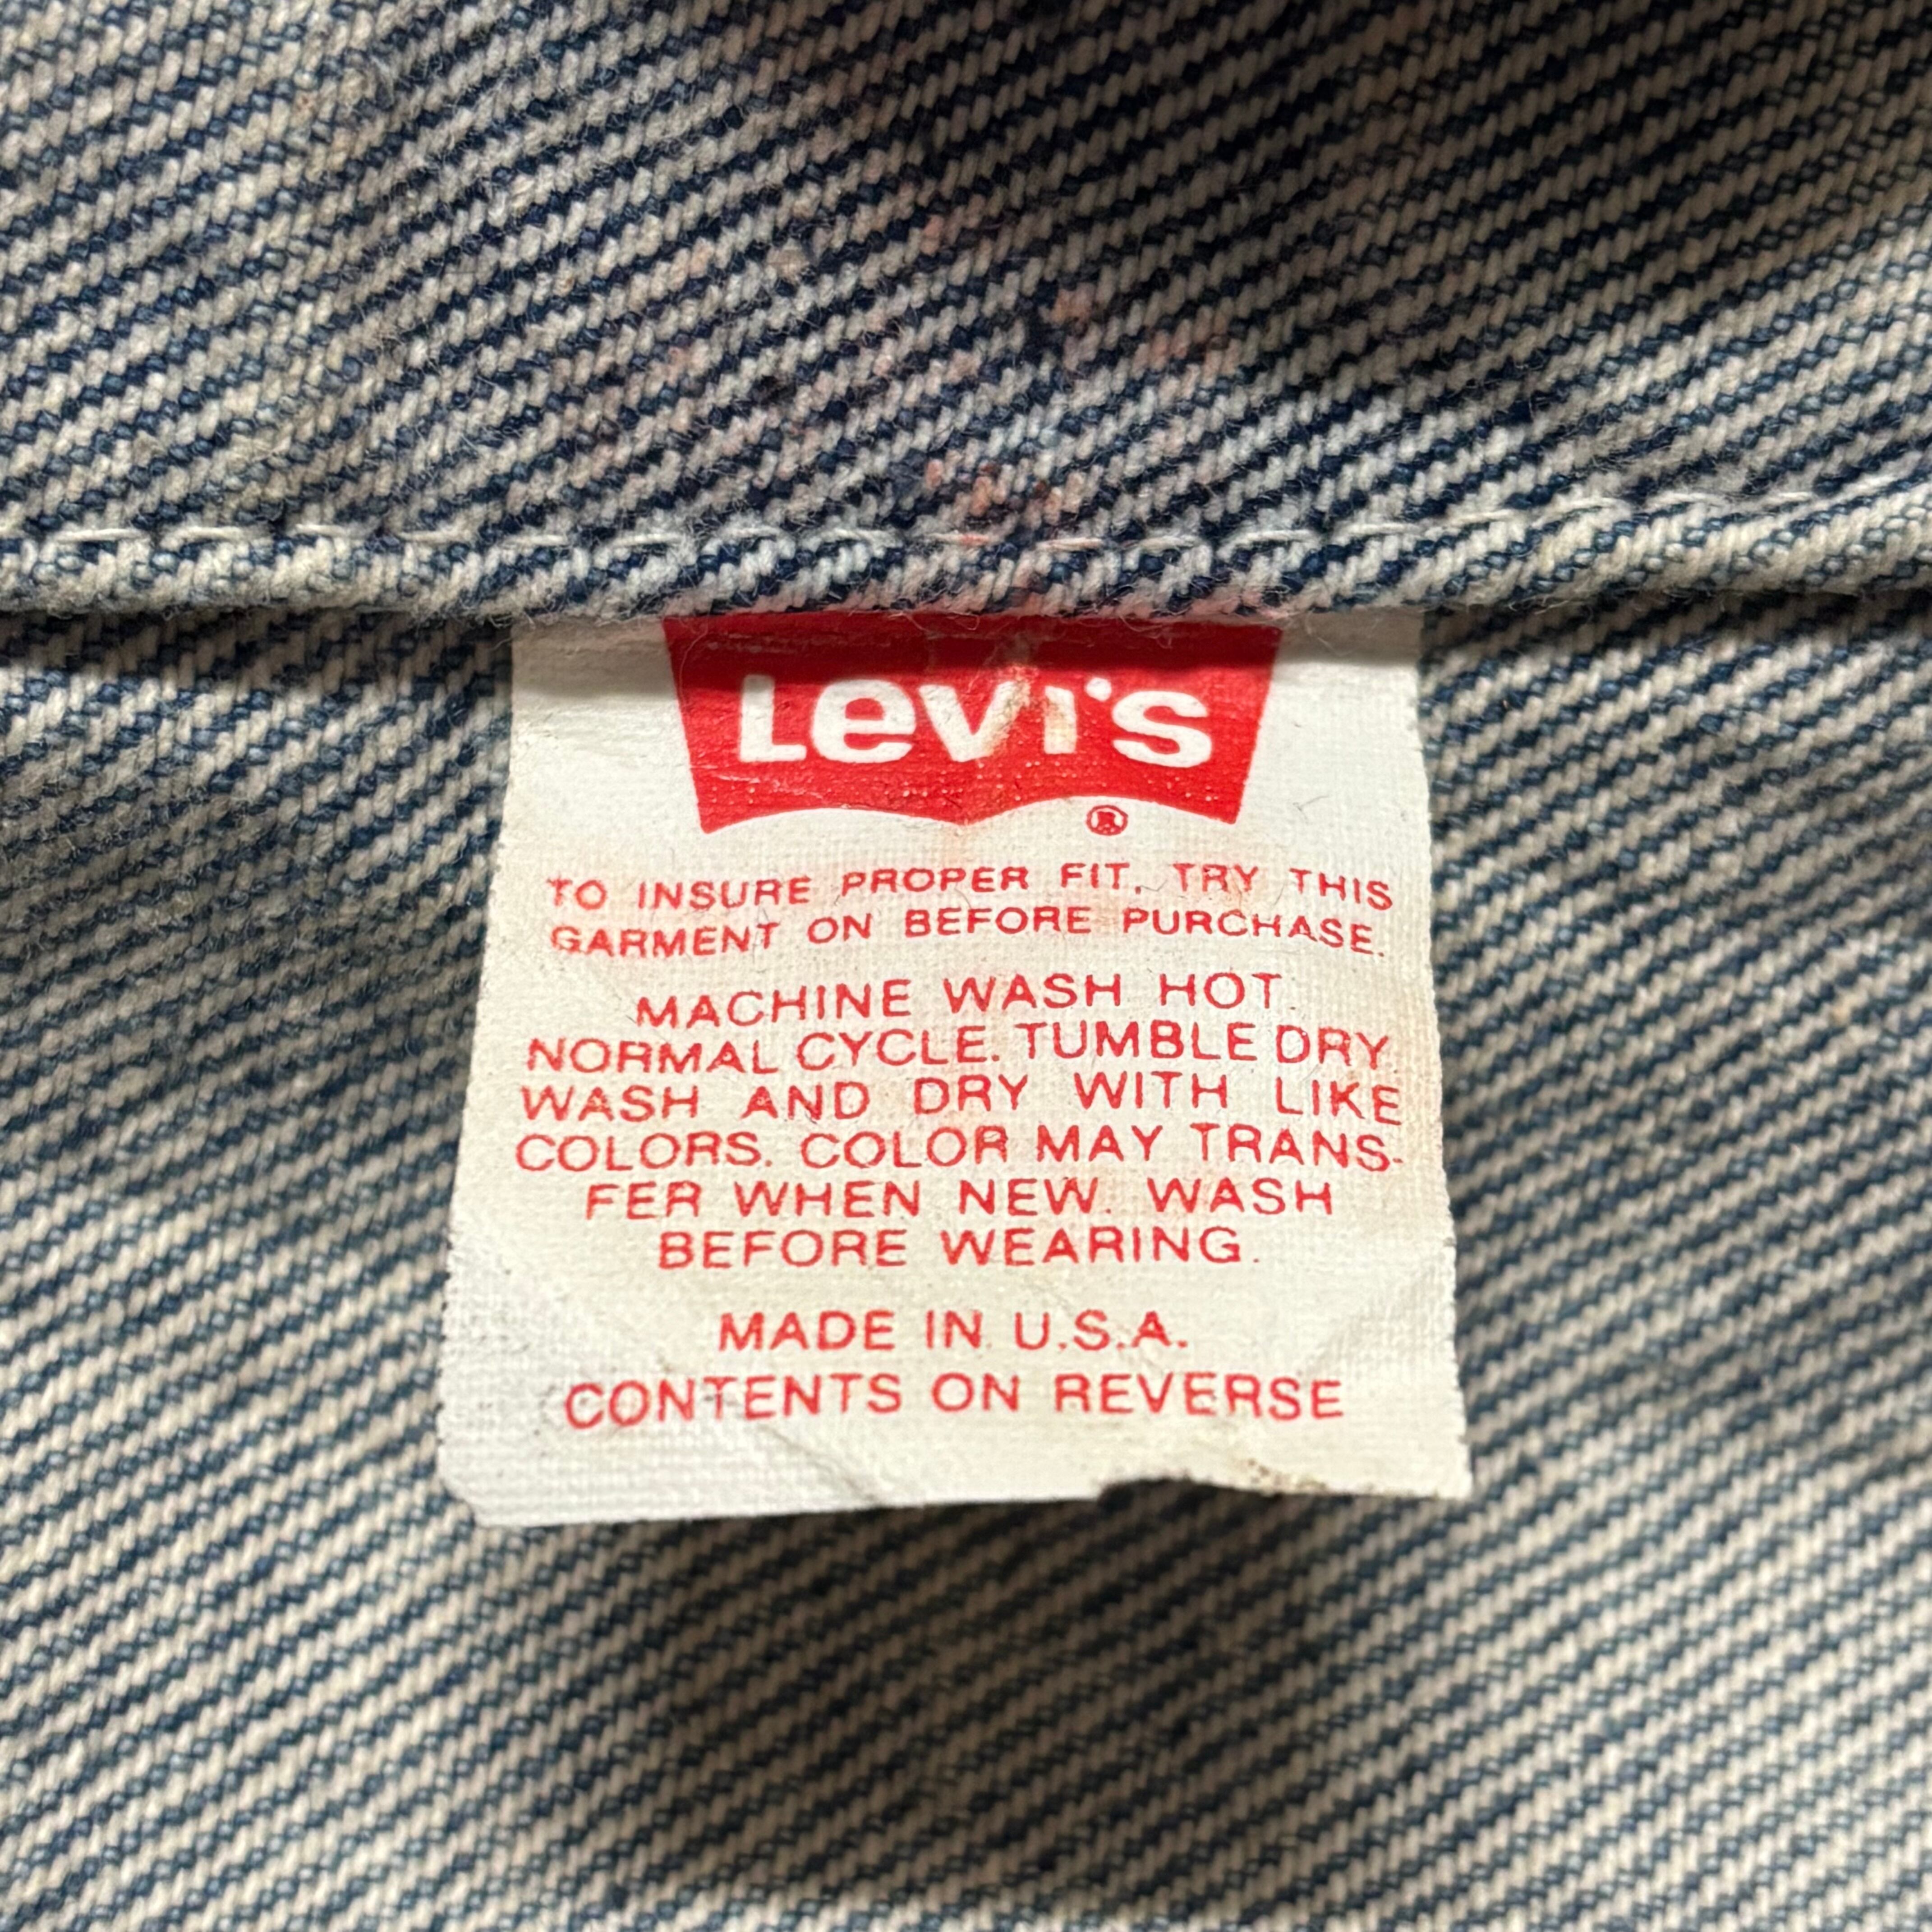 Levi's
®
TO INSURE PROPER FIT, TRY THIS
GARMENT ON BEFORE PURCHASE.
MACHINE WASH HOT.
NORMAL CYCLE. TUMBLE DRY.
WASH AND DRY WITH LIKE
COLORS. COLOR MAY TRANS-
FER WHEN NEW. WASH
BEFORE WEARING.
MADE IN U.S.A.
CONTENTS ON REVERSE